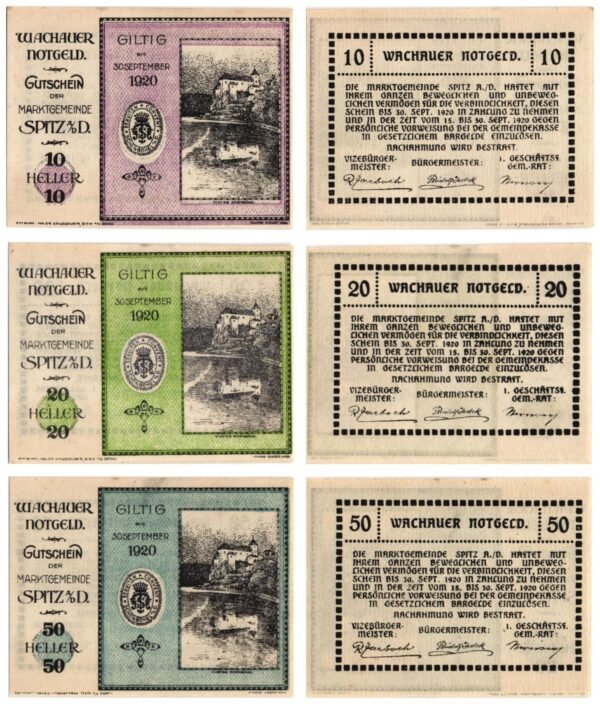 WACHAUER
NOTGELD.
GUTSCHEIN
DER
MARKTGEMEINDE
SPITZ A/D.
10
HELLER
10
GILTIG
BIS
30.SEPTEMBER
1920
10 WACHAUER NOTGELD. 10
DIE MARKTGEMEINDE SPITZ A./D. HAFTET MIT
IHREM GANZEN BEWEGLICHEN UND UNBEWEG-
LICHEN VERMÖGEN FÜR DIE VERBINDLICHKEIT, DIESEN
SCHEIN BIS 30. SEPT. 1920 IN ZAHLUNG ZU NEHMEN
UND IN DER ZEIT VOM 15. BIS 30. SEPT. 1920 GEGEN
PERSÖNLICHE VORWEISUNG BEI DER GEMEINDEKASSE
IN GESETZLICHEM BARGELDE EINZULÖSEN.
NACHAHMUNG WIRD BESTRAFT.
VIZEBÜRGER-
MEISTER: BÜRGERMEISTER: 1. GESCHÄFTSF.
GEM.-RAT:
WACHAUER
NOTGELD.
GUTSCHEIN
DER
MARKTGEMEINDE
SPITZ A/D.
20
HELLER
20
GILTIG
BIS
30.SEPTEMBER
1920
20 WACHAUER NOTGELD. 20
DIE MARKTGEMEINDE SPITZ A./D. HAFTET MIT
IHREM GANZEN BEWEGLICHEN UND UNBEWEG-
LICHEN VERMÖGEN FÜR DIE VERBINDLICHKEIT, DIESEN
SCHEIN BIS 30. SEPT. 1920 IN ZAHLUNG ZU NEHMEN
UND IN DER ZEIT VOM 15. BIS 30. SEPT. 1920 GEGEN
PERSÖNLICHE VORWEISUNG BEI DER GEMEINDEKASSE
IN GESETZLICHEM BARGELDE EINZULÖSEN.
NACHAHMUNG WIRD BESTRAFT.
VIZEBÜRGER-
MEISTER: BÜRGERMEISTER: 1. GESCHÄFTSF.
GEM.-RAT:
WACHAUER
NOTGELD.
GUTSCHEIN
DER
MARKTGEMEINDE
SPITZ A/D.
50
HELLER
50
GILTIG
BIS
30.SEPTEMBER
1920
50 WACHAUER NOTGELD. 50
DIE MARKTGEMEINDE SPITZ A./D. HAFTET MIT
IHREM GANZEN BEWEGLICHEN UND UNBEWEG-
LICHEN VERMÖGEN FÜR DIE VERBINDLICHKEIT, DIESEN
SCHEIN BIS 30. SEPT. 1920 IN ZAHLUNG ZU NEHMEN
UND IN DER ZEIT VOM 15. BIS 30. SEPT. 1920 GEGEN
PERSÖNLICHE VORWEISUNG BEI DER GEMEINDEKASSE
IN GESETZLICHEM BARGELDE EINZULÖSEN.
NACHAHMUNG WIRD BESTRAFT.
VIZEBÜRGER-
MEISTER: BÜRGERMEISTER: 1. GESCHÄFTSF.
GEM.-RAT: